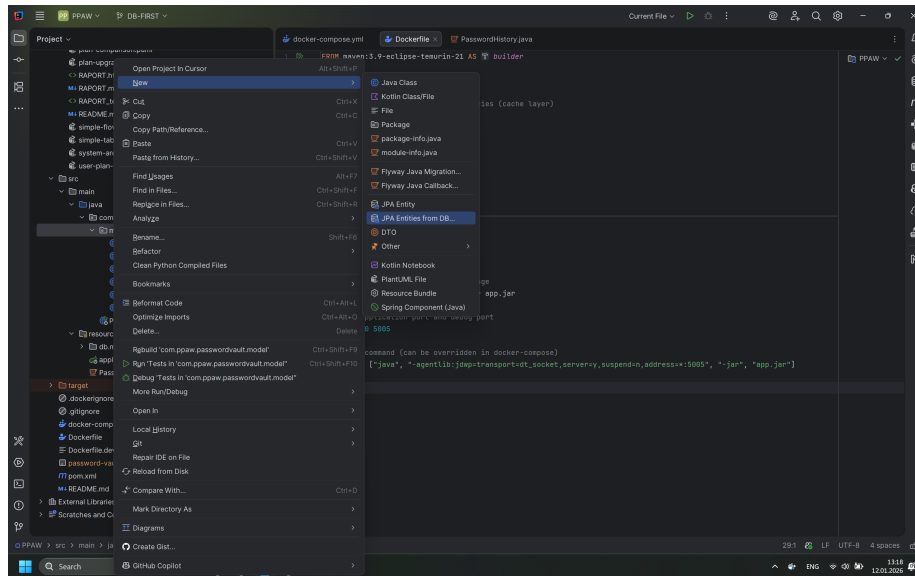 PP PPAW DB-FIRST Current File
Project
docker-compose.yml Dockerfile PasswordHistory.java
plan-upgra
RAPORT.h
RAPORT.m
RAPORT_to
README.m
simple-flo
simple-tab
system-ar
user-plan-
src
main
java
com
resourc
db.m
appl
Pass
target
.dockerignore
.gitignore
docker-comp
Dockerfile
Dockerfile.dev
password-vau
pom.xml
README.md
External Libraries
Scratches and Co
Open Project In Cursor Alt+Shift+P
New
Cut Ctrl+X
Copy Ctrl+C
Copy Path/Reference...
Paste Ctrl+V
Paste from History... Ctrl+Shift+V
Find Usages Alt+F7
Find in Files... Ctrl+Shift+F
Replace in Files... Ctrl+Shift+R
Analyze
Rename... Shift+F6
Refactor
Clean Python Compiled Files
Bookmarks
Reformat Code Ctrl+Alt+L
Optimize Imports Ctrl+Alt+O
Delete... Delete
Rebuild 'com.ppaw.passwordvault.model' Ctrl+Shift+F9
Run 'Tests in 'com.ppaw.passwordvault.model'' Ctrl+Shift+F10
Debug 'Tests in 'com.ppaw.passwordvault.model''
More Run/Debug
Open In
Local History
Git
Repair IDE on File
Reload from Disk
Compare With... Ctrl+D
Mark Directory As
Diagrams
Create Gist...
GitHub Copilot
Java Class
Kotlin Class/File
File
Package
package-info.java
module-info.java
Flyway Java Migration...
Flyway Java Callback...
JPA Entity
JPA Entities from DB...
DTO
Other
Kotlin Notebook
PlantUML File
Resource Bundle
Spring Component (Java)
1 FROM maven:3.9-eclipse-temurin-21 AS builder
PPAW
ies (cache layer)
ge
app.jar
pplication port and debug port
5005
command (can be overridden in docker-compose)
["java", "-agentlib:jdwp=transport=dt_socket,server=y,suspend=n,address=*:5005", "-jar", "app.jar"]
PPAW > src > main > ja
29:1 LF UTF-8 4 spaces
Search
ENG
13:18
12.01.2026